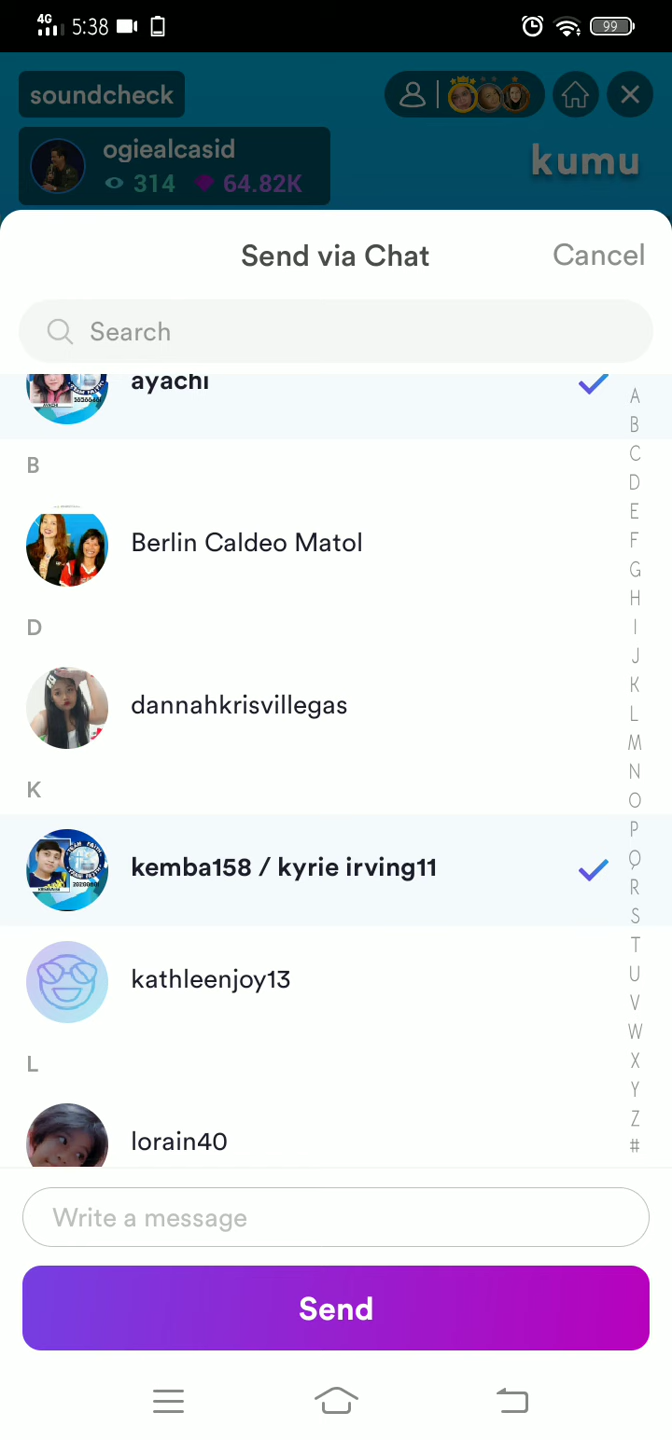 4G 5:38 99
soundcheck
ogiealcasid
314 64.82K
kumu
Send via Chat Cancel
Search
ayachi
B
Berlin Caldeo Matol
D
dannahkrisvillegas
K
kemba158 / kyrie irving11
kathleenjoy13
L
lorain40
A
B
C
D
E
F
G
H
I
J
K
L
M
N
O
P
Q
R
S
T
U
V
W
X
Y
Z
#
Write a message
Send